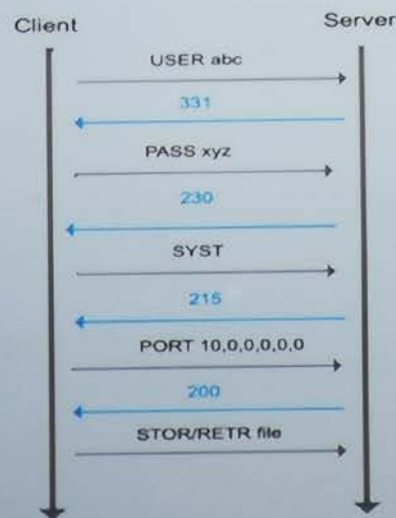 Client Server
USER abc
331
PASS xyz
230
SYST
215
PORT 10,0,0,0,0,0
200
STOR/RETR file